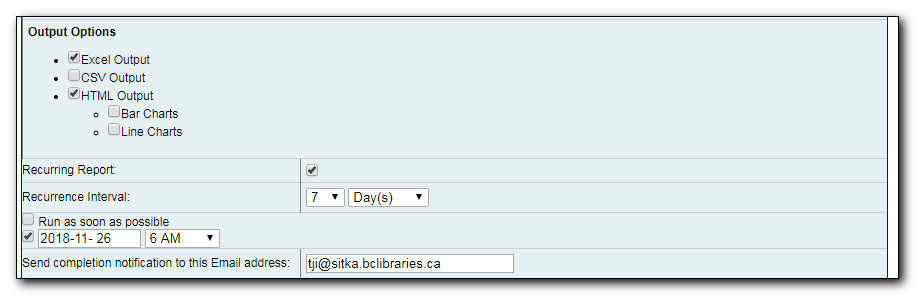 Output Options
Excel Output
CSV Output
HTML Output
Bar Charts
Line Charts
Recurring Report:
Recurrence Interval: 7 Day(s)
Run as soon as possible
2018-11- 26 6 AM
Send completion notification to this Email address: tji@sitka.bclibraries.ca